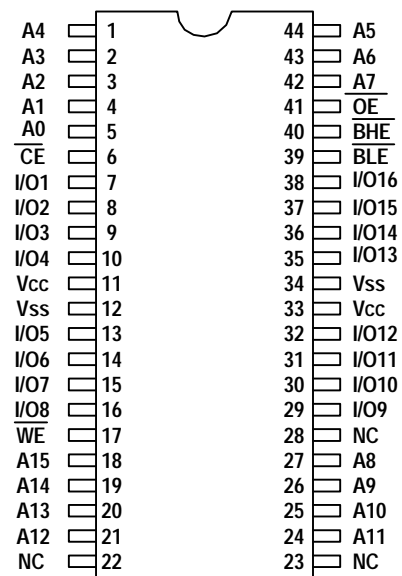 A4 1 44 A5
A3 2 43 A6
A2 3 42 A7
A1 4 41 OE
A0 5 40 BHE
CE 6 39 BLE
I/O1 7 38 I/O16
I/O2 8 37 I/O15
I/O3 9 36 I/O14
I/O4 10 35 I/O13
Vcc 11 34 Vss
Vss 12 33 Vcc
I/O5 13 32 I/O12
I/O6 14 31 I/O11
I/O7 15 30 I/O10
I/O8 16 29 I/O9
WE 17 28 NC
A15 18 27 A8
A14 19 26 A9
A13 20 25 A10
A12 21 24 A11
NC 22 23 NC